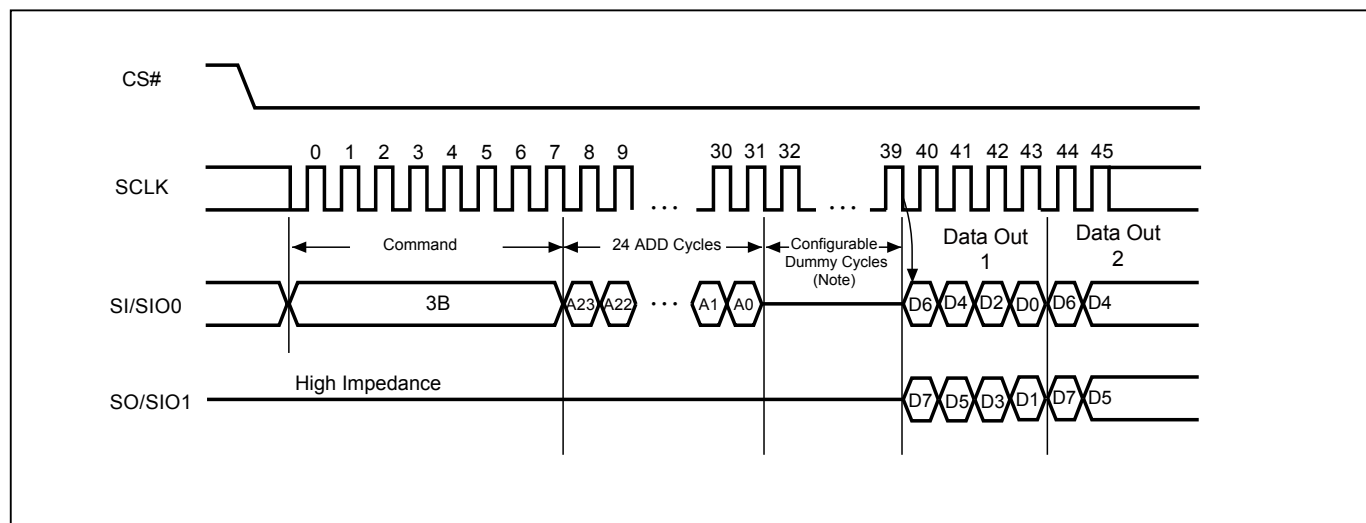 CS#
0 1 2 3 4 5 6 7 8 9 30 31 32 39 40 41 42 43 44 45
SCLK
... ...
Command
24 ADD Cycles
Configurable
Dummy Cycles
(Note)
Data Out
1
Data Out
2
SI/SIO0
3B
A23 A22 ... A1 A0
D6 D4 D2 D0 D6 D4
High Impedance
SO/SIO1
D7 D5 D3 D1 D7 D5